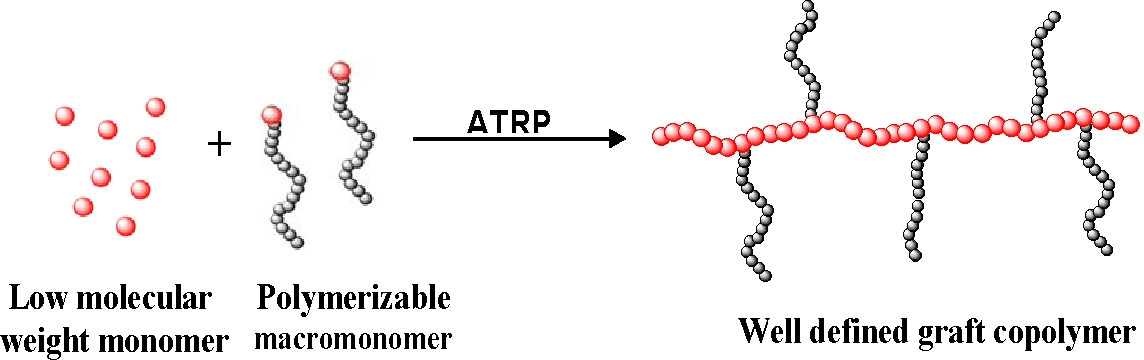 +
ATRP
Low molecular
weight monomer
Polymerizable
macromonomer
Well defined graft copolymer